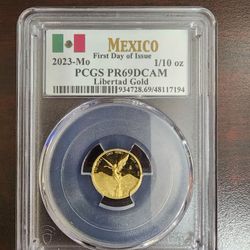 MEXICO
First Day of Issue
2023-Mo 1/10 oz
PCGS PR69DCAM
Libertad Gold
934728.69/48117194